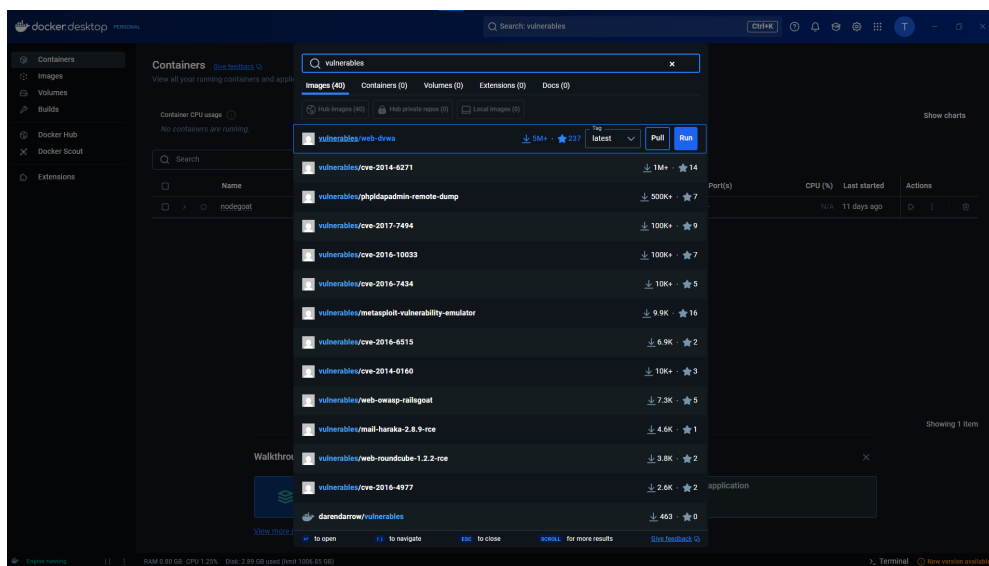 docker.desktop PERSONAL
Search: vulnerables
Ctrl+K
T
Containers
Images
Volumes
Builds
Docker Hub
Docker Scout
Extensions
Containers Give feedback
View all your running containers and appli
Container CPU usage
No containers are running.
Show charts
Search
Name
Port(s)
CPU (%)
Last started
Actions
nodegoat
-
N/A
11 days ago
Showing 1 item
Walkthrou
application
View more l
vulnerables
Images (40) Containers (0) Volumes (0) Extensions (0) Docs (0)
Hub images (40) Hub private repos (0) Local images (0)
vulnerables/web-dvwa 5M+ · 237 Tag latest Pull Run
vulnerables/cve-2014-6271 1M+ · 14
vulnerables/phpldapadmin-remote-dump 500K+ · 7
vulnerables/cve-2017-7494 100K+ · 9
vulnerables/cve-2016-10033 100K+ · 7
vulnerables/cve-2016-7434 10K+ · 5
vulnerables/metasploit-vulnerability-emulator 9.9K · 16
vulnerables/cve-2016-6515 6.9K · 2
vulnerables/cve-2014-0160 10K+ · 3
vulnerables/web-owasp-railsgoat 7.3K · 5
vulnerables/mail-haraka-2.8.9-rce 4.6K · 1
vulnerables/web-roundcube-1.2.2-rce 3.8K · 2
vulnerables/cve-2016-4977 2.6K · 2
darendarrow/vulnerables 463 · 0
to open to navigate ESC to close SCROLL for more results Give feedback
Engine running RAM 0.80 GB CPU 1.25% Disk: 2.89 GB used (limit 1006.85 GB) Terminal New version available